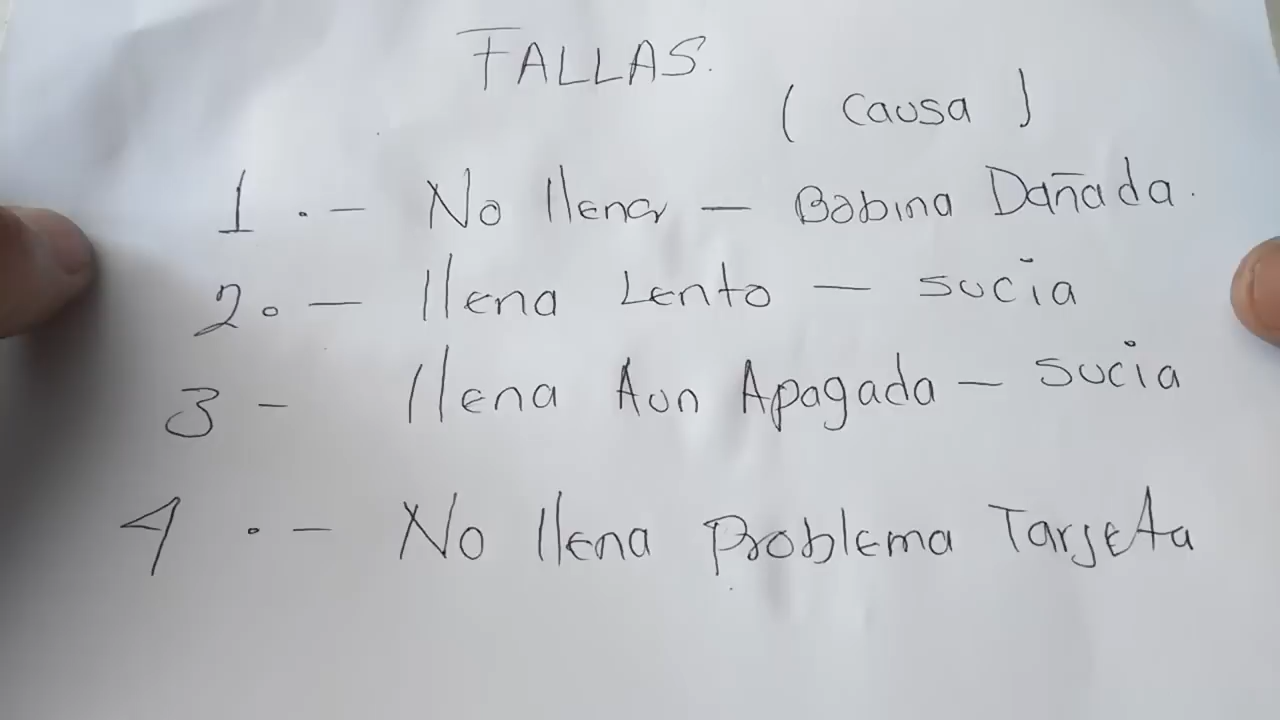 FALLAS.
( Causa )
1 .- No llena - Bobina Dañada.
2.- llena Lento - sucia
3 - llena Aun Apagada - sucia
4 .- No llena Problema Tarjeta